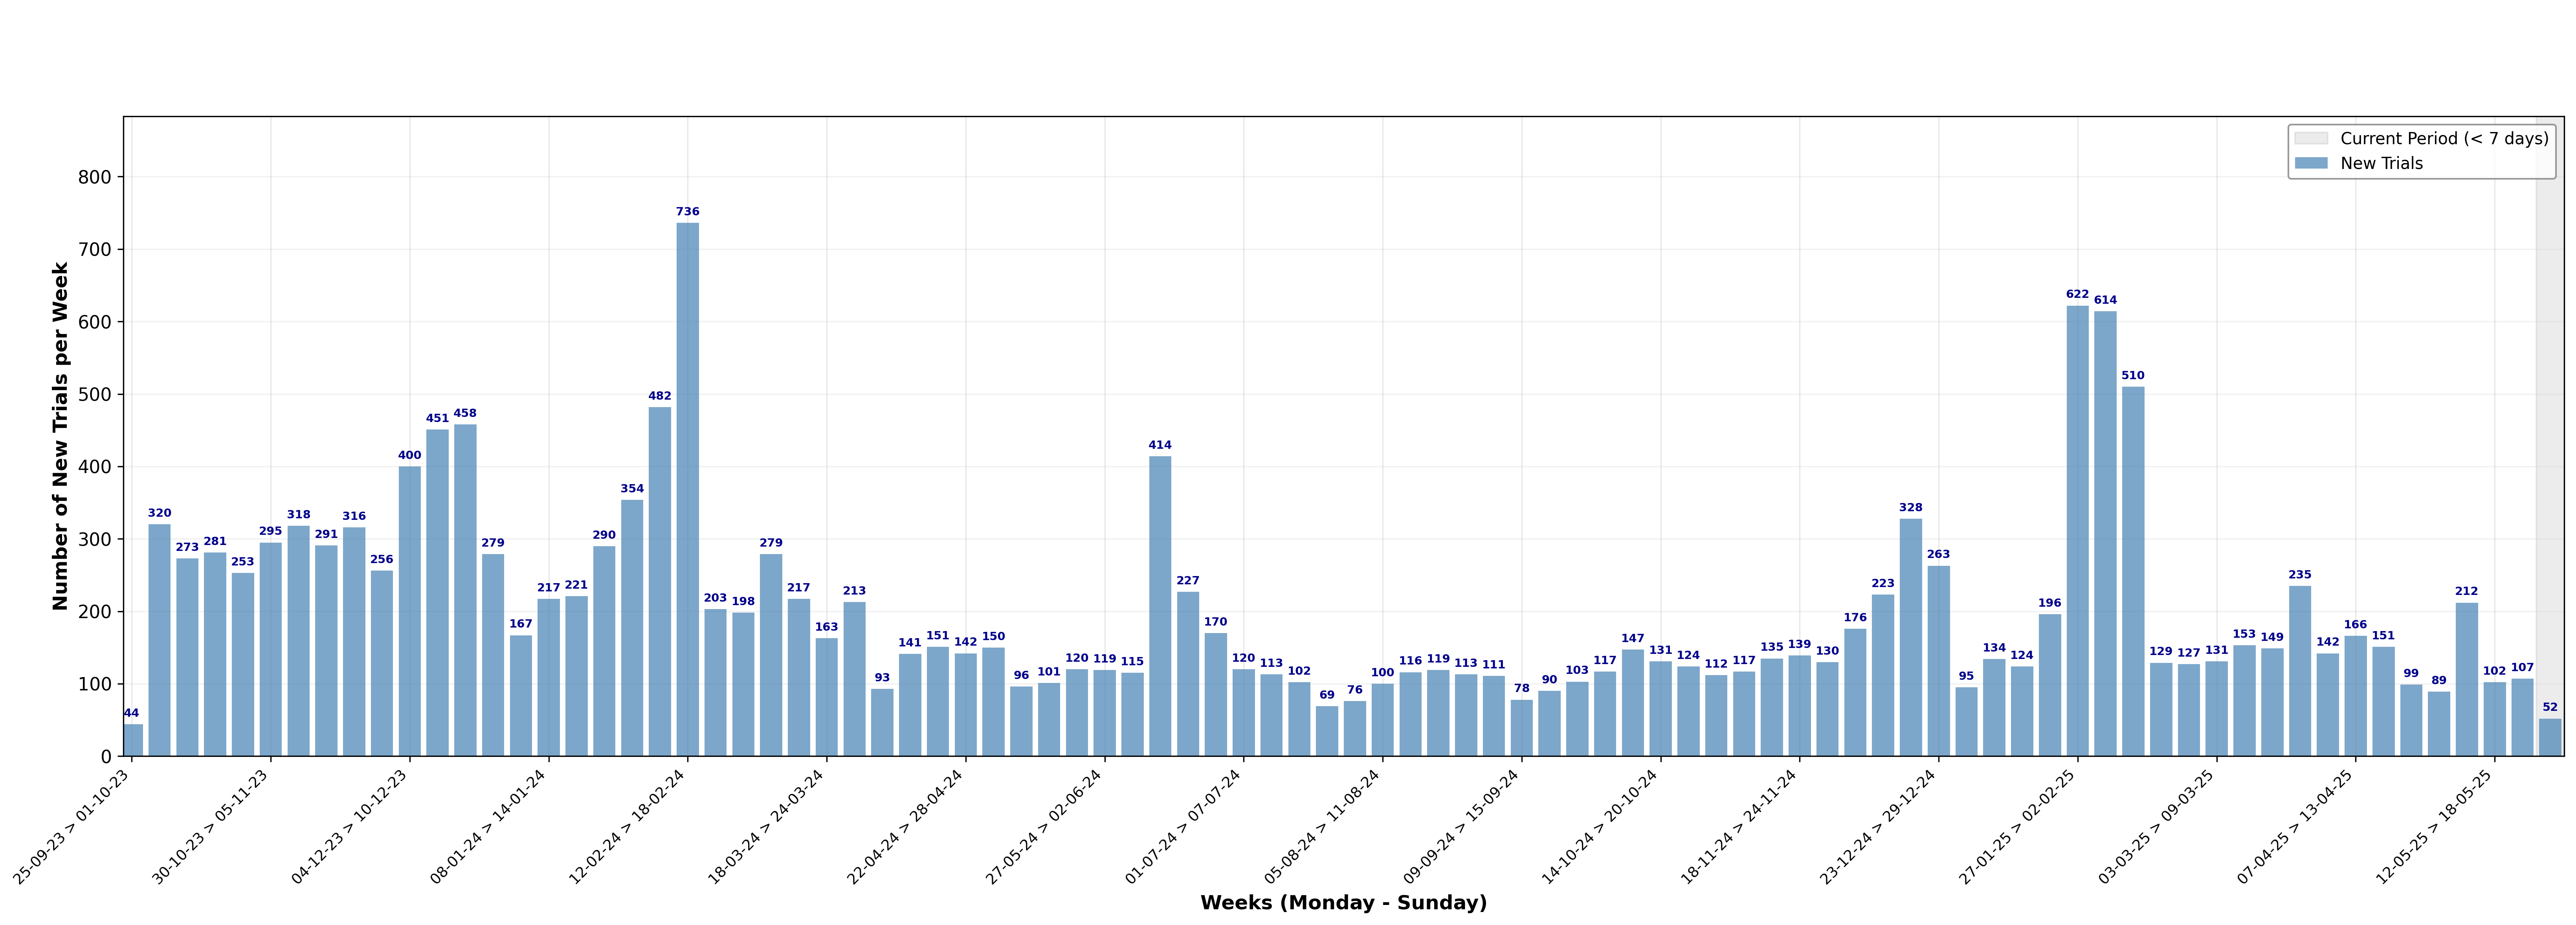 Current Period (< 7 days)
New Trials
Number of New Trials per Week
800
700
600
500
400
300
200
100
0
44 320 273 281 253 295 318 291 316 256 400 451 458 279 167 217 221 290 354 482 736 203 198 279 217 163 213 93 141 151 142 150 96 101 120 119 115 414 227 170 120 113 102 69 76 100 116 119 113 111 78 90 103 117 147 131 124 112 117 135 139 130 176 223 328 263 95 134 124 196 622 614 510 129 127 131 153 149 235 142 166 151 99 89 212 102 107 52
25-09-23 > 01-10-23
30-10-23 > 05-11-23
04-12-23 > 10-12-23
08-01-24 > 14-01-24
12-02-24 > 18-02-24
18-03-24 > 24-03-24
22-04-24 > 28-04-24
27-05-24 > 02-06-24
01-07-24 > 07-07-24
05-08-24 > 11-08-24
09-09-24 > 15-09-24
14-10-24 > 20-10-24
18-11-24 > 24-11-24
23-12-24 > 29-12-24
27-01-25 > 02-02-25
03-03-25 > 09-03-25
07-04-25 > 13-04-25
12-05-25 > 18-05-25
Weeks (Monday - Sunday)